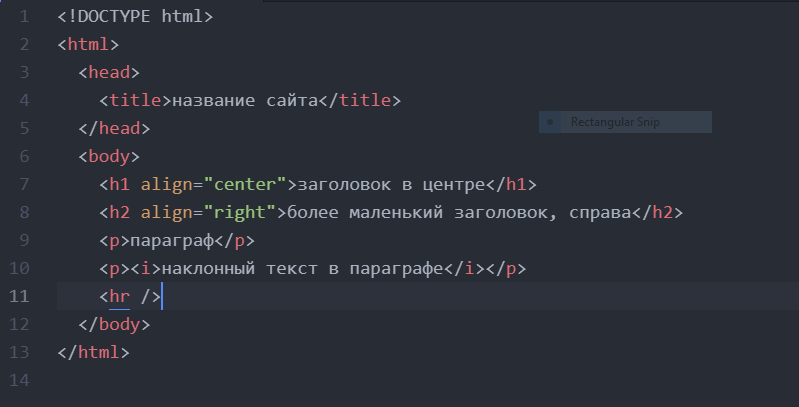 1 <!DOCTYPE html>
2 <html>
3 <head>
4 <title>название сайта</title>
Rectangular Snip
5 </head>
6 <body>
7 <h1 align="center">заголовок в центре</h1>
8 <h2 align="right">более маленький заголовок, справа</h2>
9 <p>параграф</p>
10 <p><i>наклонный текст в параграфе</i></p>
11 <hr />
12 </body>
13 </html>
14